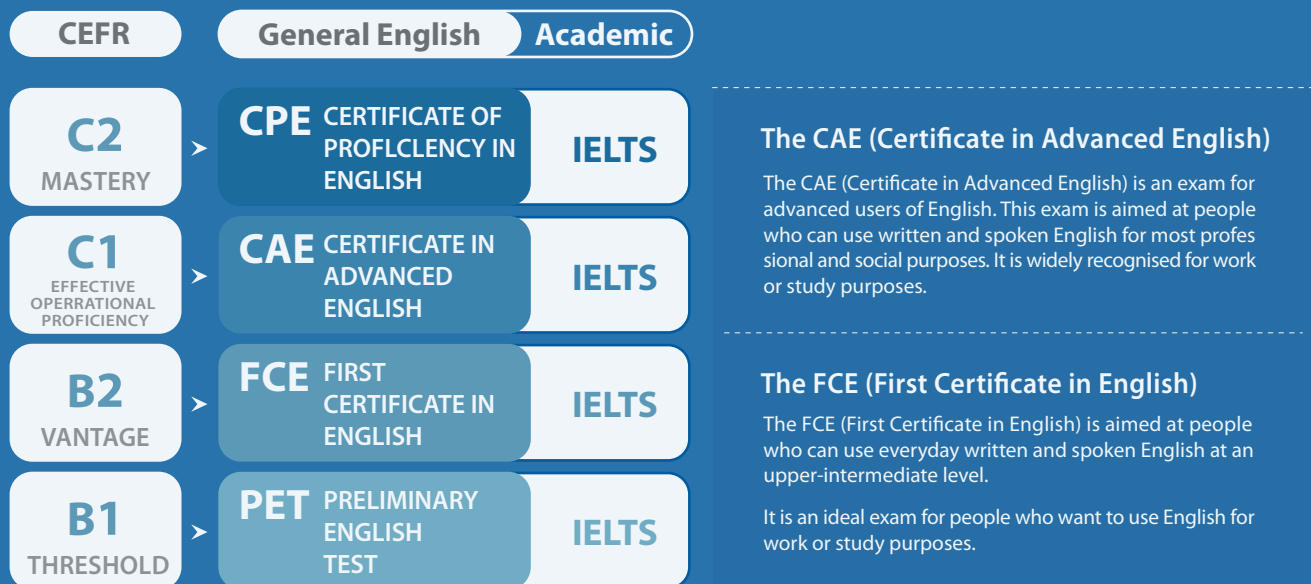 CEFR
General English
Academic
C2
MASTERY
CPE
CERTIFICATE OF
PROFLCLENCY IN
ENGLISH
IELTS
C1
EFFECTIVE
OPERRATIONAL
PROFICIENCY
CAE
CERTIFICATE IN
ADVANCED
ENGLISH
IELTS
B2
VANTAGE
FCE
FIRST
CERTIFICATE IN
ENGLISH
IELTS
B1
THRESHOLD
PET
PRELIMINARY
ENGLISH
TEST
IELTS
The CAE (Certificate in Advanced English)
The CAE (Certificate in Advanced English) is an exam for
advanced users of English. This exam is aimed at people
who can use written and spoken English for most profes
sional and social purposes. It is widely recognised for work
or study purposes.
The FCE (First Certificate in English)
The FCE (First Certificate in English) is aimed at people
who can use everyday written and spoken English at an
upper-intermediate level.
It is an ideal exam for people who want to use English for
work or study purposes.